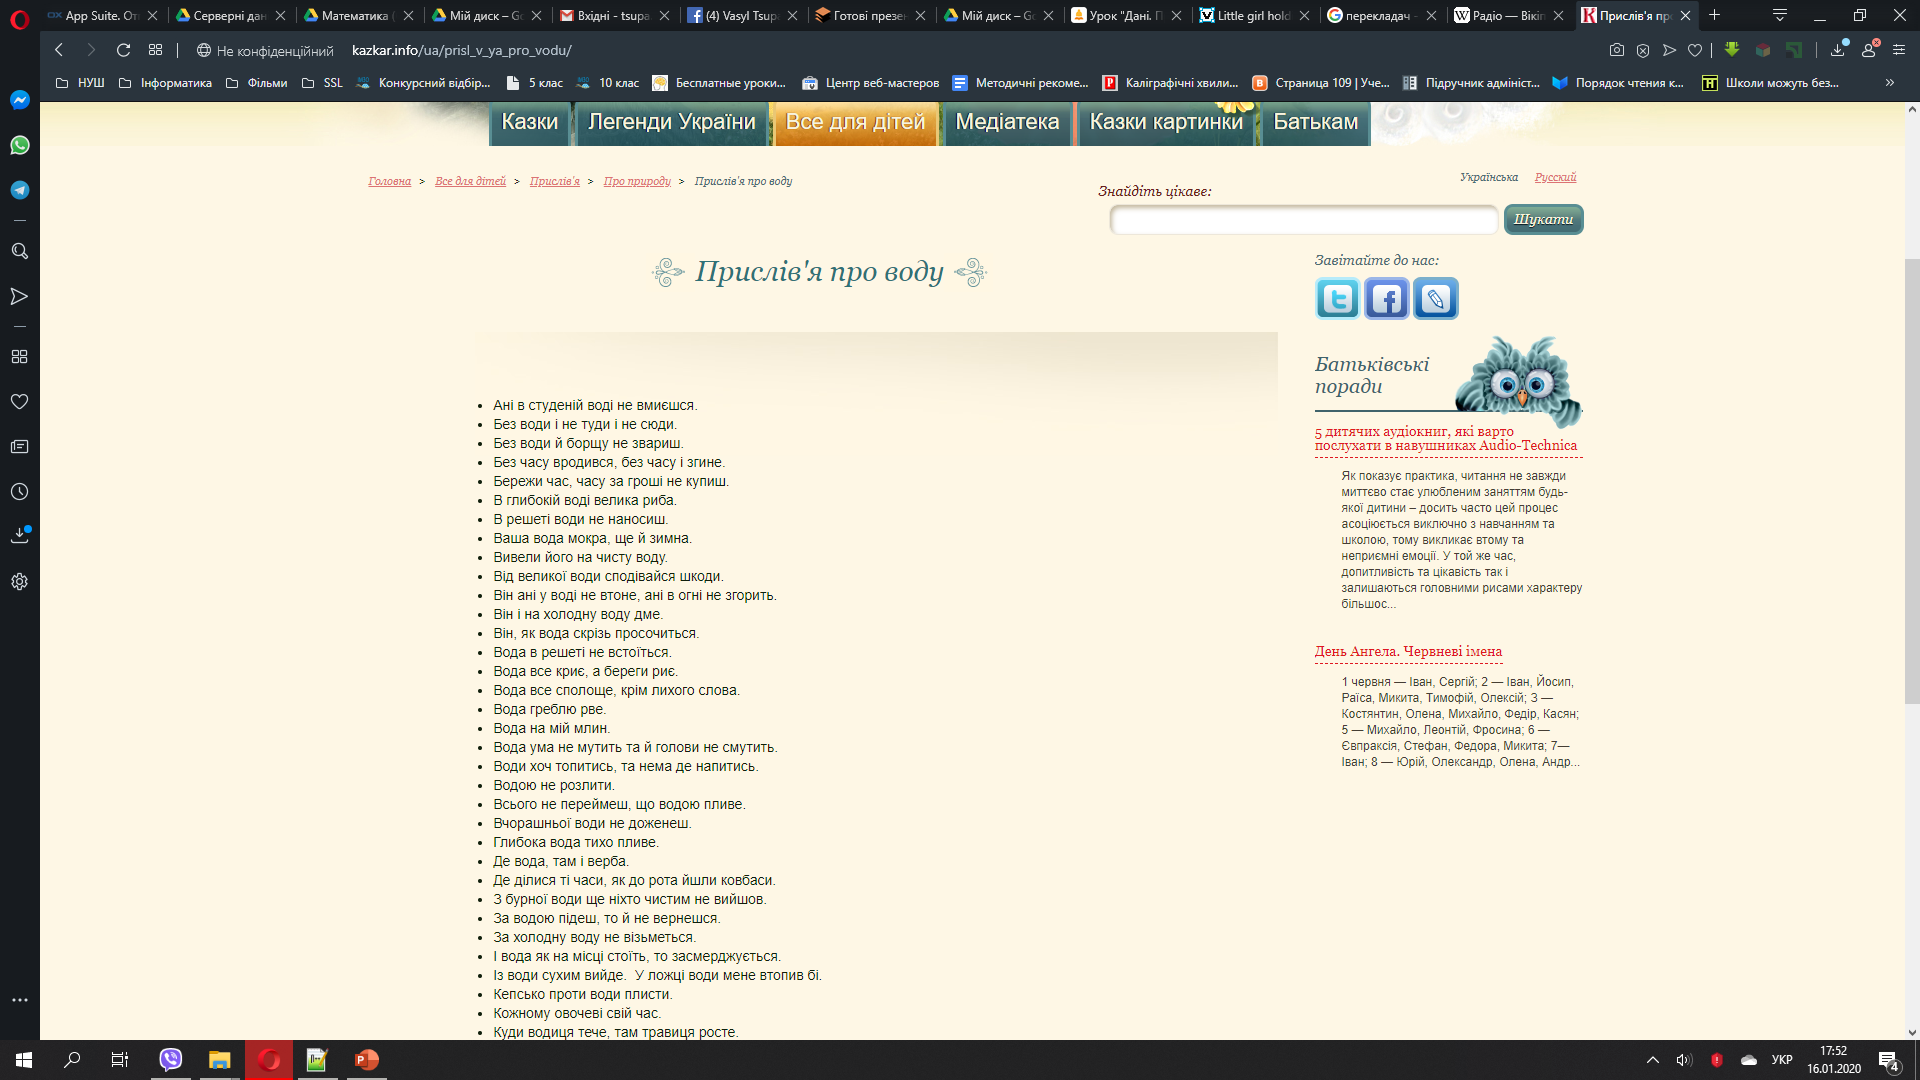 App Suite. От
Серверні дан
Математика (
Мій диск – Go
Вхідні - tsupa
(4) Vasyl Tsupa
Готові презен
Мій диск – Go
Урок "Дані. П
Little girl hold
перекладач -
Радіо — Вікіп
Прислів'я про
Не конфіденційний kazkar.info/ua/prisl_v_ya_pro_vodu/
НУШ Інформатика Фільми SSL Конкурсний відбір... 5 клас 10 клас Бесплатные уроки... Центр веб-мастеров Методичні рекоме... Каліграфічні хвили... Страница 109 | Уче... Підручник адмініст... Порядок чтения к... Школи можуть без... »
Казки Легенди України Все для дітей Медіатека Казки картинки Батькам
Головна > Все для дітей > Прислів'я > Про природу > Прислів'я про воду
Українська Русский
Знайдіть цікаве:
Шукати
Прислів'я про воду
Ані в студеній воді не вмиєшся.
Без води і не туди і не сюди.
Без води й борщу не звариш.
Без часу вродився, без часу і згине.
Бережи час, часу за гроші не купиш.
В глибокій воді велика риба.
В решеті води не наносиш.
Ваша вода мокра, ще й зимна.
Вивели його на чисту воду.
Від великої води сподівайся шкоди.
Він ані у воді не втоне, ані в огні не згорить.
Він і на холодну воду дме.
Він, як вода скрізь просочиться.
Вода в решеті не встоїться.
Вода все криє, а береги риє.
Вода все сполоще, крім лихого слова.
Вода греблю рве.
Вода на мій млин.
Вода ума не мутить та й голови не смутить.
Води хоч топитись, та нема де напитись.
Водою не розлити.
Всього не переймеш, що водою пливе.
Вчорашньої води не доженеш.
Глибока вода тихо пливе.
Де вода, там і верба.
Де ділися ті часи, як до рота йшли ковбаси.
З бурної води ще ніхто чистим не вийшов.
За водою підеш, то й не вернешся.
За холодну воду не візьметься.
І вода як на місці стоїть, то засмерджується.
Із води сухим вийде. У ложці води мене втопив бі.
Кепсько проти води плисти.
Кожному овочеві свій час.
Куди водиця тече, там травиця росте.
Завітайте до нас:
Батьківські
поради
5 дитячих аудіокниг, які варто
послухати в навушниках Audio-Technica
Як показує практика, читання не завжди
миттєво стає улюбленим заняттям будь-
якої дитини – досить часто цей процес
асоціюється виключно з навчанням та
школою, тому викликає втому та
неприємні емоції. У той же час,
допитливість та цікавість так і
залишаються головними рисами характеру
більшос...
День Ангела. Червневі імена
1 червня — Іван, Сергій; 2 — Іван, Йосип,
Раїса, Микита, Тимофій, Олексій; 3 —
Костянтин, Олена, Михайло, Федір, Касян;
5 — Михайло, Леонтій, Фросина; 6 —
Євпраксія, Стефан, Федора, Микита; 7—
Іван; 8 — Юрій, Олександр, Олена, Андр...
УКР
17:52
16.01.2020
4